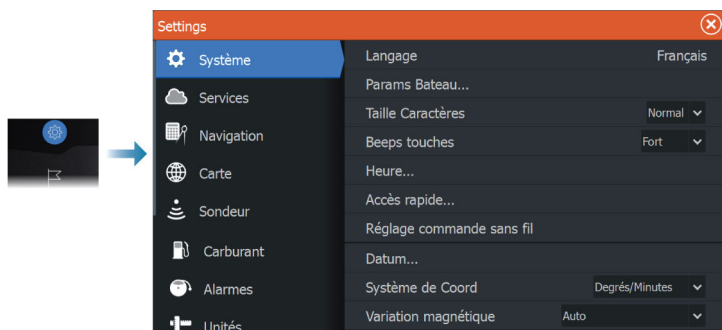 Settings
Système
Services
Navigation
Carte
Sondeur
Carburant
Alarmes
Unités
Langage Français
Params Bateau...
Taille Caractères Normal
Beeps touches Fort
Heure...
Accès rapide...
Réglage commande sans fil
Datum...
Système de Coord Degrés/Minutes
Variation magnétique Auto